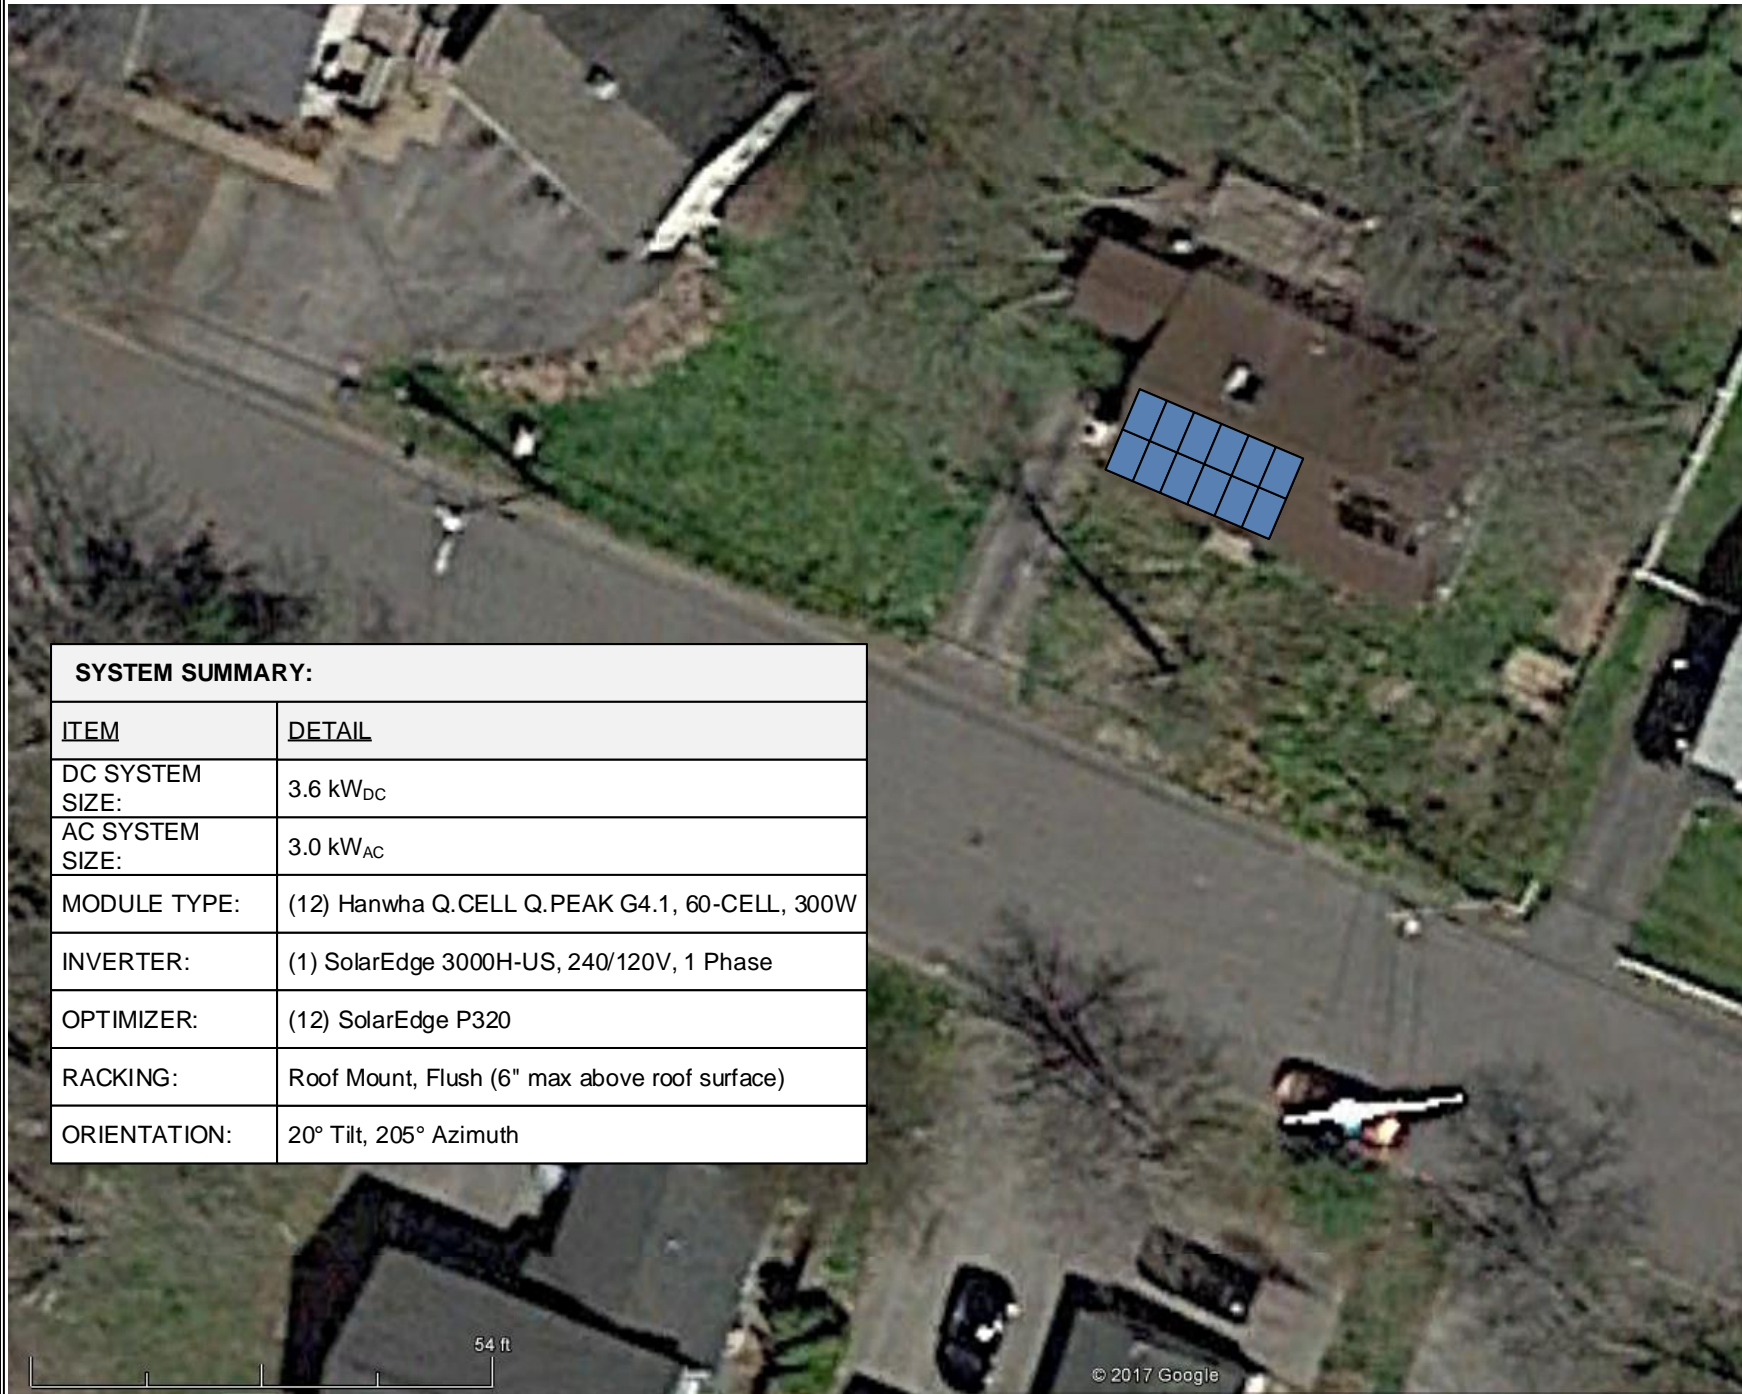 SYSTEM SUMMARY:
ITEM DETAIL
DC SYSTEM
SIZE: 3.6 kWDC
AC SYSTEM
SIZE: 3.0 kWAC
MODULE TYPE: (12) Hanwha Q.CELL Q.PEAK G4.1, 60-CELL, 300W
INVERTER: (1) SolarEdge 3000H-US, 240/120V, 1 Phase
OPTIMIZER: (12) SolarEdge P320
RACKING: Roof Mount, Flush (6" max above roof surface)
ORIENTATION: 20° Tilt, 205° Azimuth
54 ft
© 2017 Google